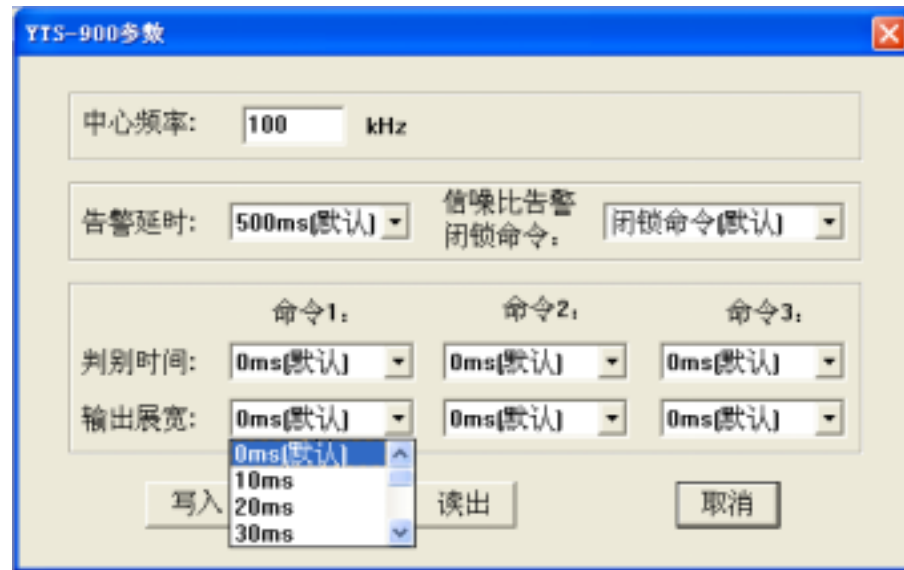 YTS-900参数
中心频率: 100 kHz
告警延时: 500ms(默认) 信噪比告警
闭锁命令: 闭锁命令(默认)
命令1: 命令2: 命令3:
判别时间: 0ms(默认) 0ms(默认) 0ms(默认)
输出展宽: 0ms(默认) 0ms(默认) 0ms(默认)
0ms(默认)
10ms
20ms
30ms
写入 读出 取消